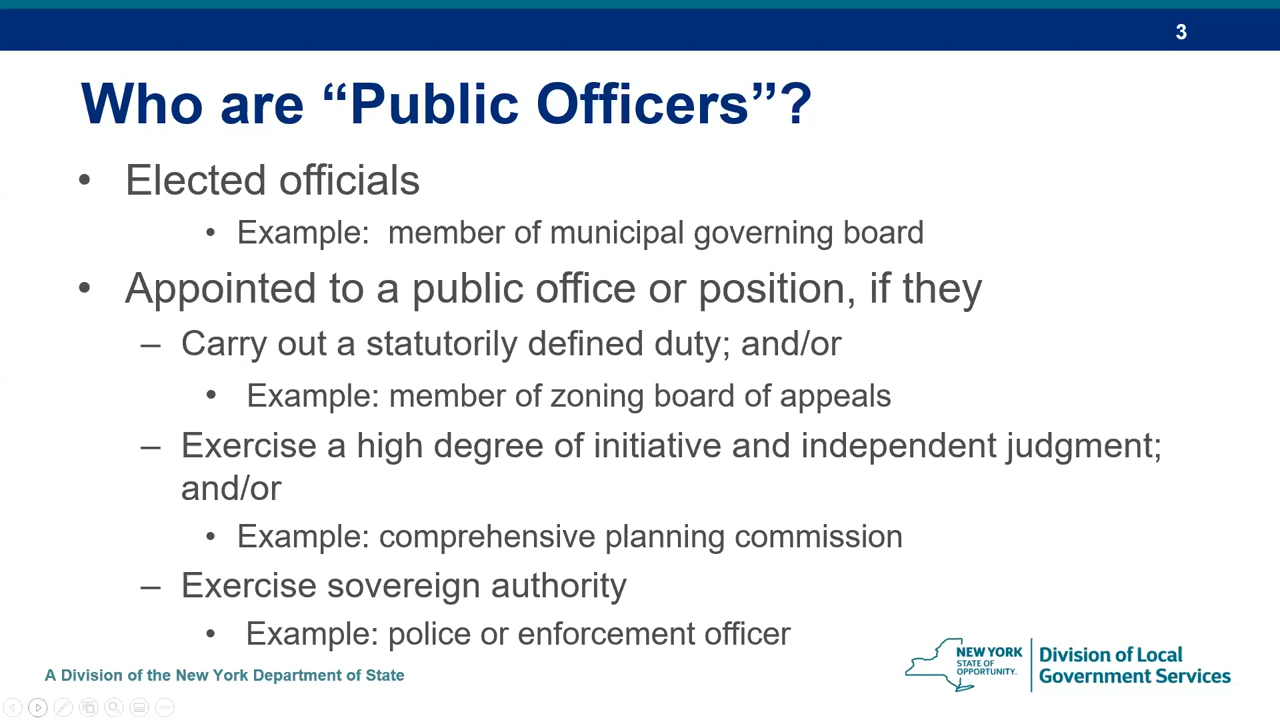 3
Who are “Public Officers”?
• Elected officials
• Example:  member of municipal governing board
• Appointed to a public office or position, if they
– Carry out a statutorily defined duty; and/or
• Example: member of zoning board of appeals
– Exercise a high degree of initiative and independent judgment;
and/or
• Example: comprehensive planning commission
– Exercise sovereign authority
• Example: police or enforcement officer
A Division of the New York Department of State
NEW YORK
STATE OF
OPPORTUNITY.
Division of Local
Government Services